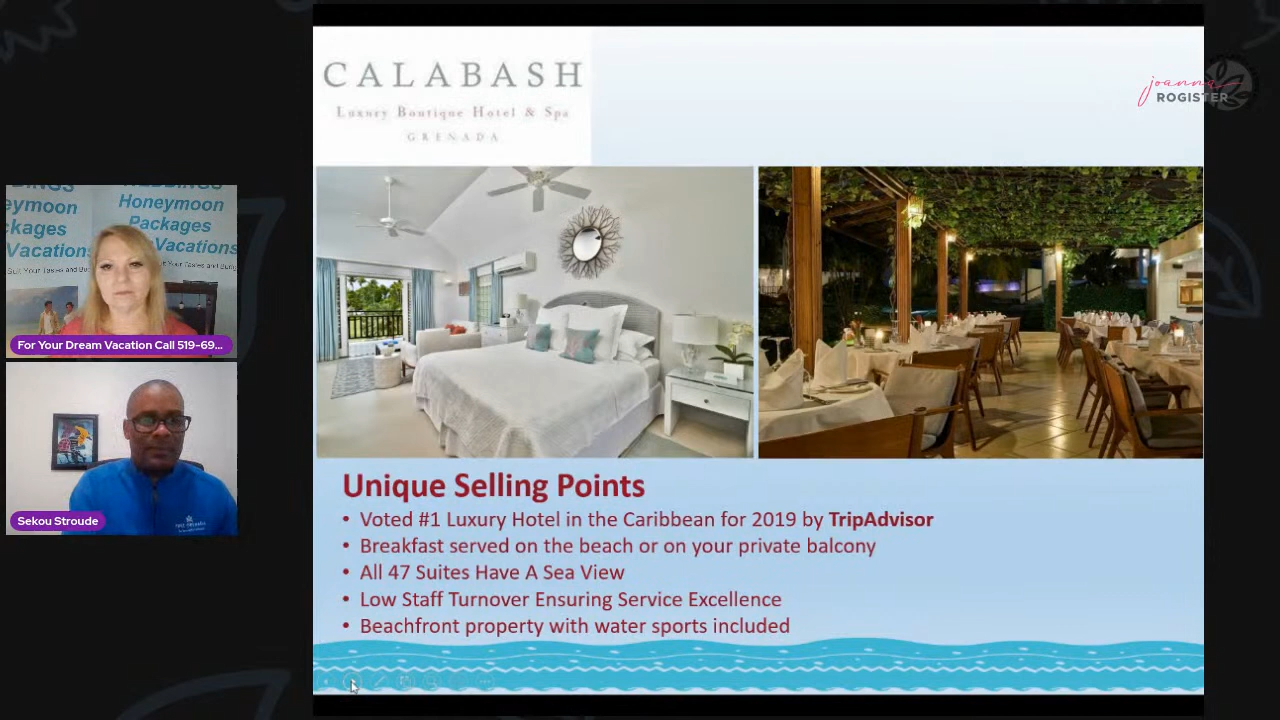 CALABASH
Luxury Boutique Hotel & Spa
GRENADA
joanna
ROGISTER
Honeymoon
Packages
Vacations
For Your Dream Vacation Call 519-69...
Sekou Stroude
Unique Selling Points
• Voted #1 Luxury Hotel in the Caribbean for 2019 by TripAdvisor
• Breakfast served on the beach or on your private balcony
• All 47 Suites Have A Sea View
• Low Staff Turnover Ensuring Service Excellence
• Beachfront property with water sports included